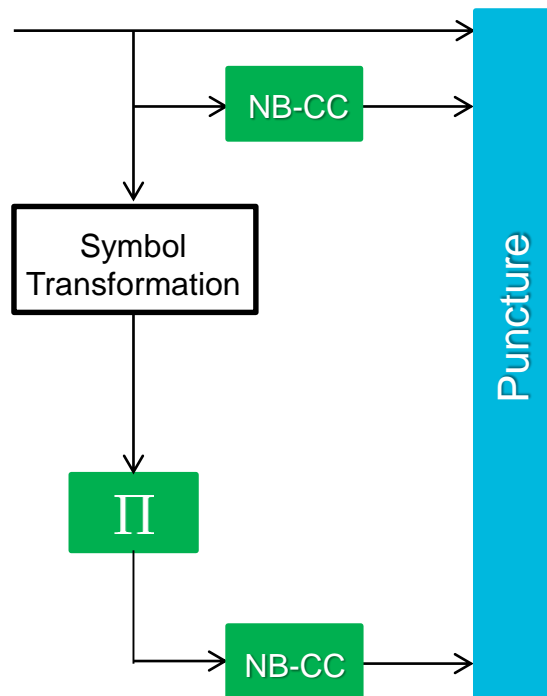 NB-CC
Symbol
Transformation
Π
NB-CC
Puncture